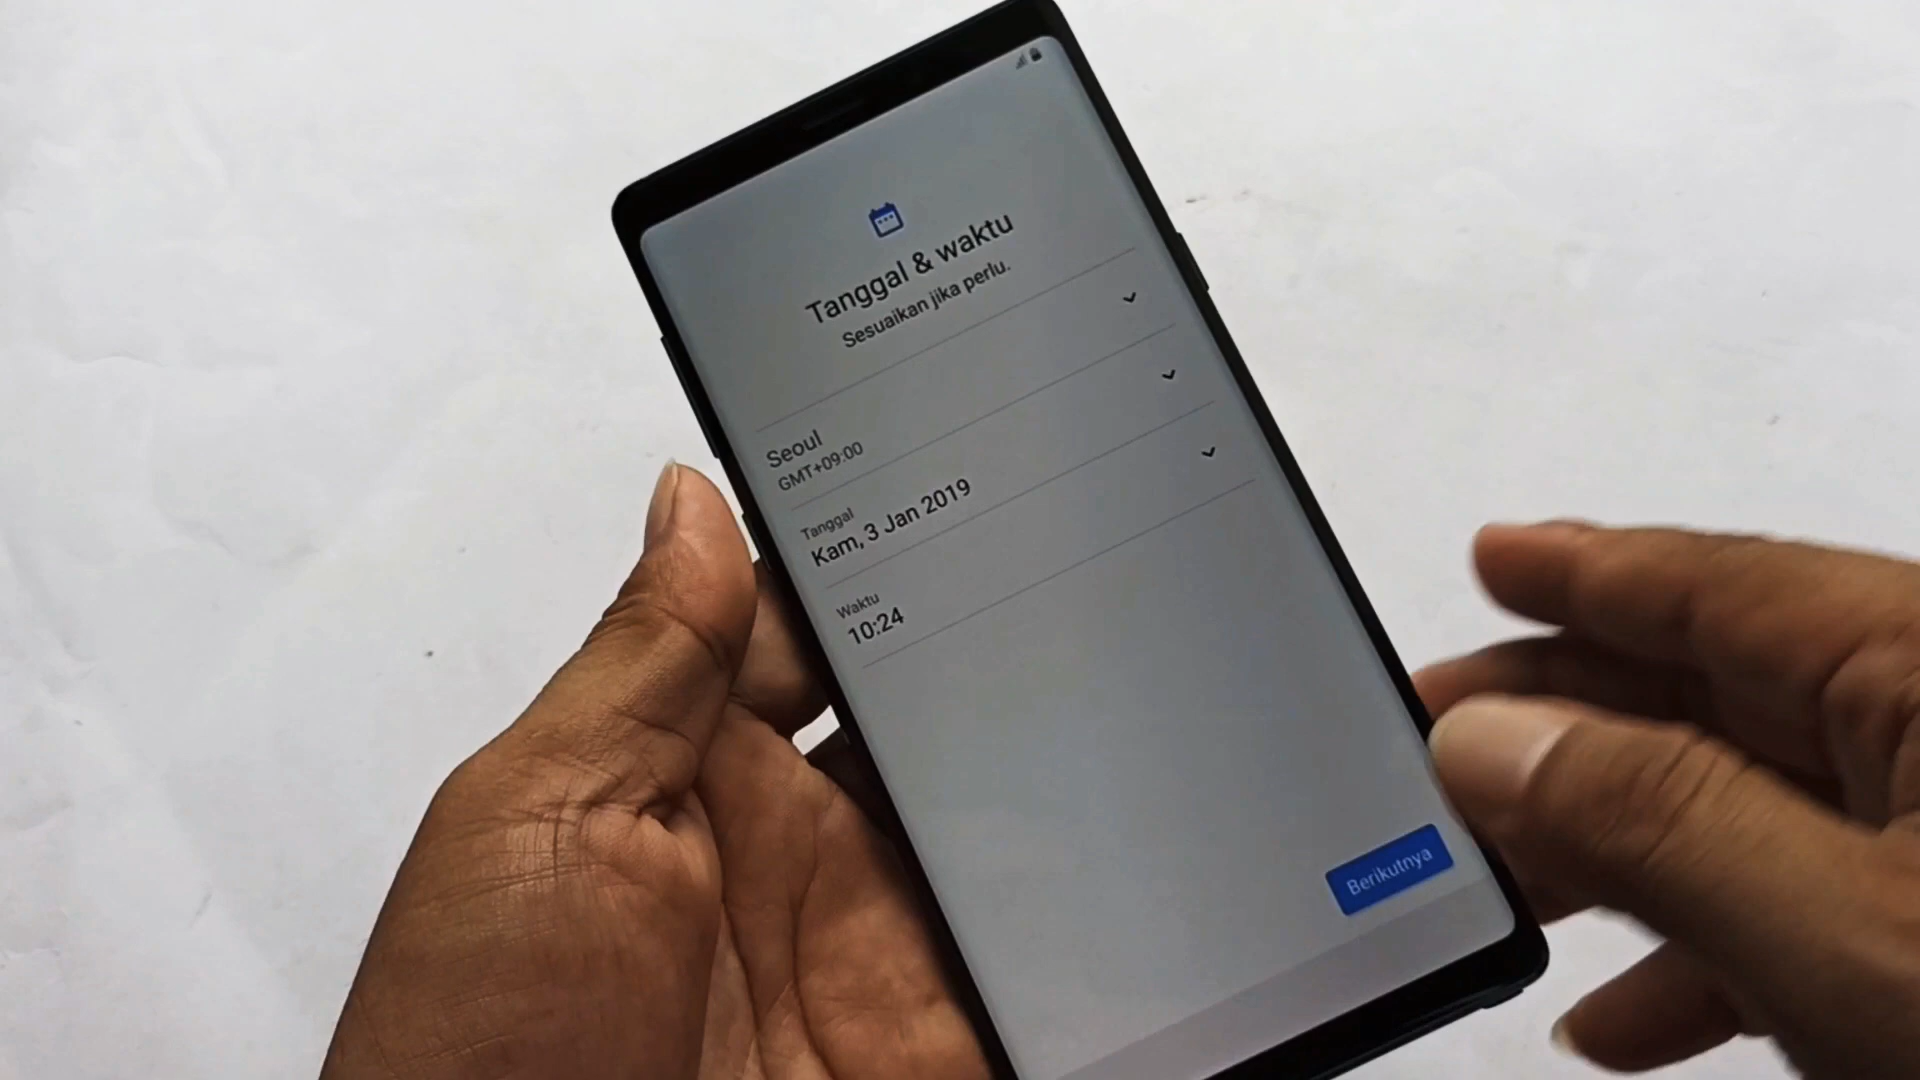 Tanggal & waktu
Sesuaikan jika perlu.
Seoul
GMT+09:00
Tanggal
Kam, 3 Jan 2019
Waktu
10:24
Berikutnya